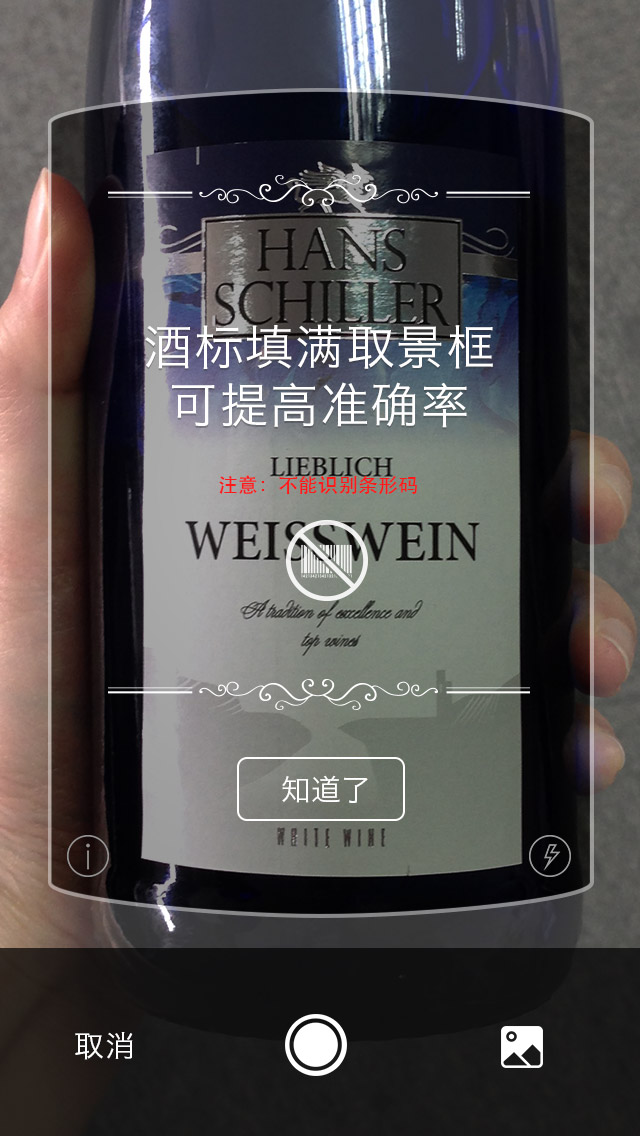 HANS
SCHILLER
酒标填满取景框
可提高准确率
LIEBLICH
注意：不能识别条形码
WEISSWEIN
A tradition of excellence and
top wines
知道了
WHITE WINE
取消